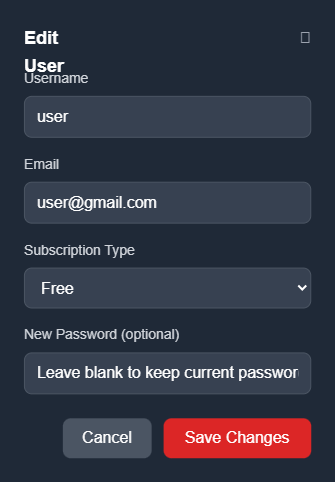 Edit
User
Username
user
Email
user@gmail.com
Subscription Type
Free
New Password (optional)
Leave blank to keep current passwor
Cancel
Save Changes